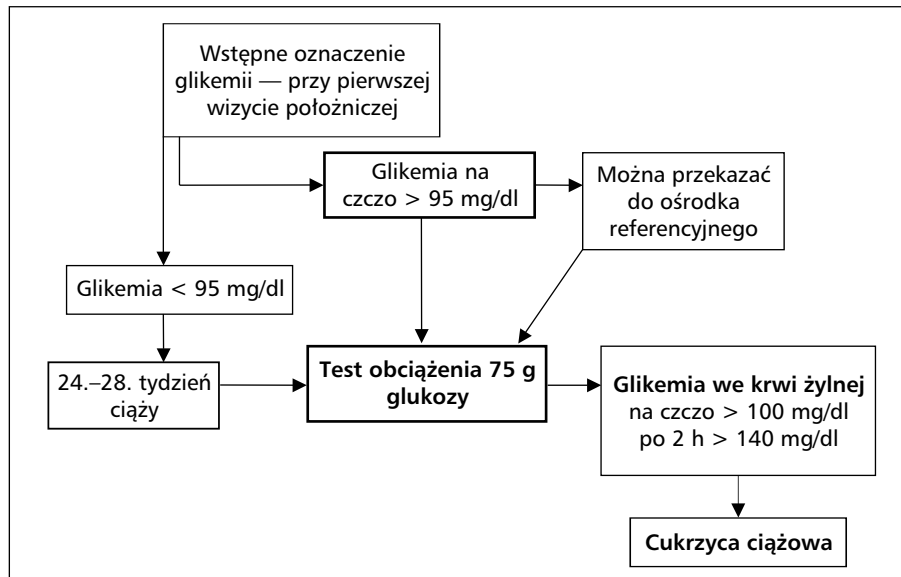 Wstępne oznaczenie
glikemii — przy pierwszej
wizycie położniczej
Glikemia na
czczo > 95 mg/dl
Można przekazać
do ośrodka
referencyjnego
Glikemia < 95 mg/dl
24.–28. tydzień
ciąży
Test obciążenia 75 g
glukozy
Glikemia we krwi żylnej
na czczo > 100 mg/dl
po 2 h > 140 mg/dl
Cukrzyca ciążowa